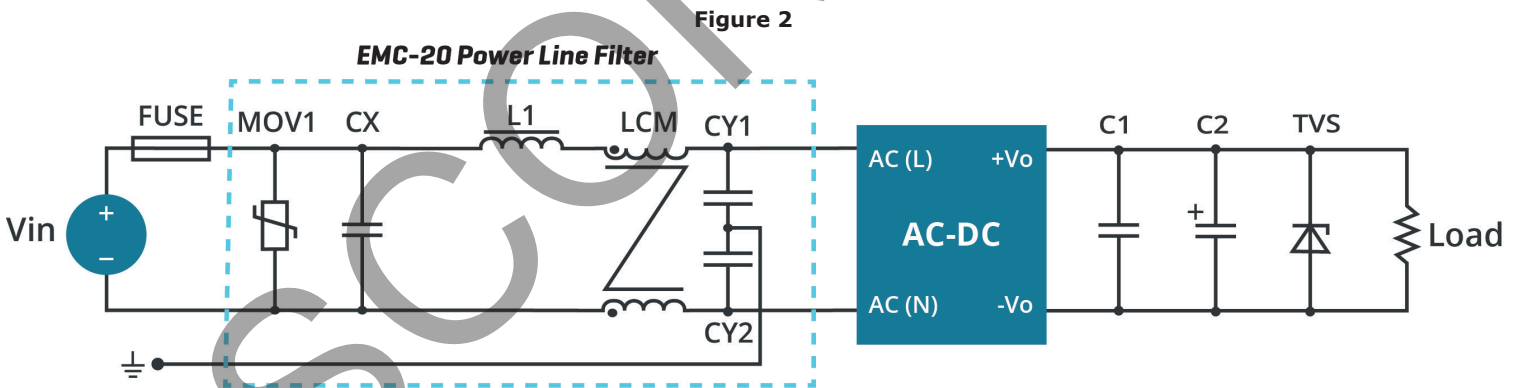 Figure 2
EMC-20 Power Line Filter
FUSE
MOV1
CX
L1
LCM
CY1
C1
C2
TVS
AC (L)
+Vo
Vin
+
−
AC-DC
+
Load
AC (N)
-Vo
CY2